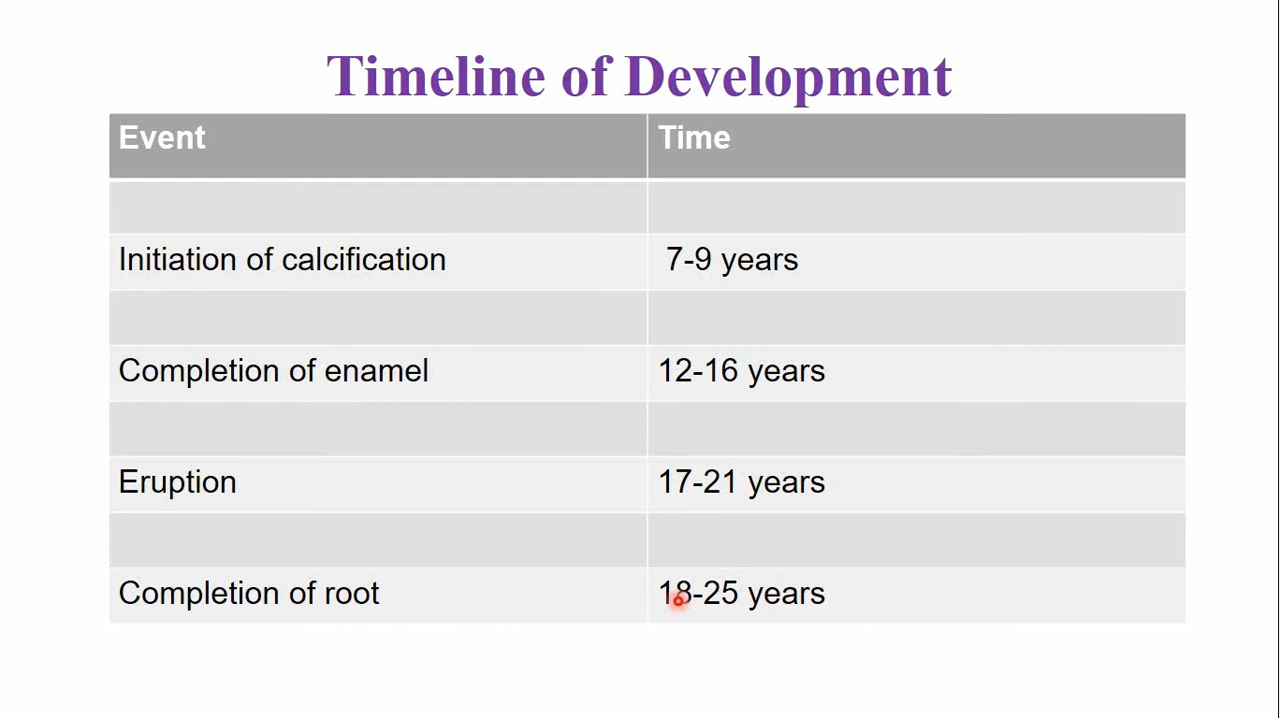 Timeline of Development
Event Time
Initiation of calcification 7-9 years
Completion of enamel 12-16 years
Eruption 17-21 years
Completion of root 18-25 years